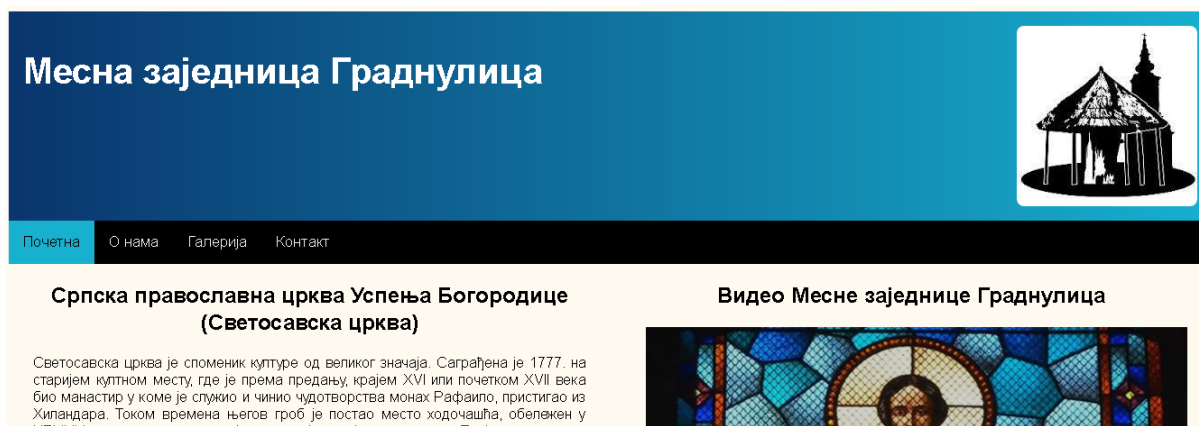 Месна заједница Граднулица
Почетна О нама Галерија Контакт
Српска православна црква Успења Богородице
(Светосавска црква)
Светосавска црква је споменик културе од великог значаја. Саграђена је 1777. на
старијем култном месту, где је према предању, крајем XVI или почетком XVII века
био манастир у коме је служио и чинио чудотворства монах Рафаило, пристигао из
Хиландара. Током времена његов гроб је постао место ходочашћа, обележен у
Видео Месне заједнице Граднулица